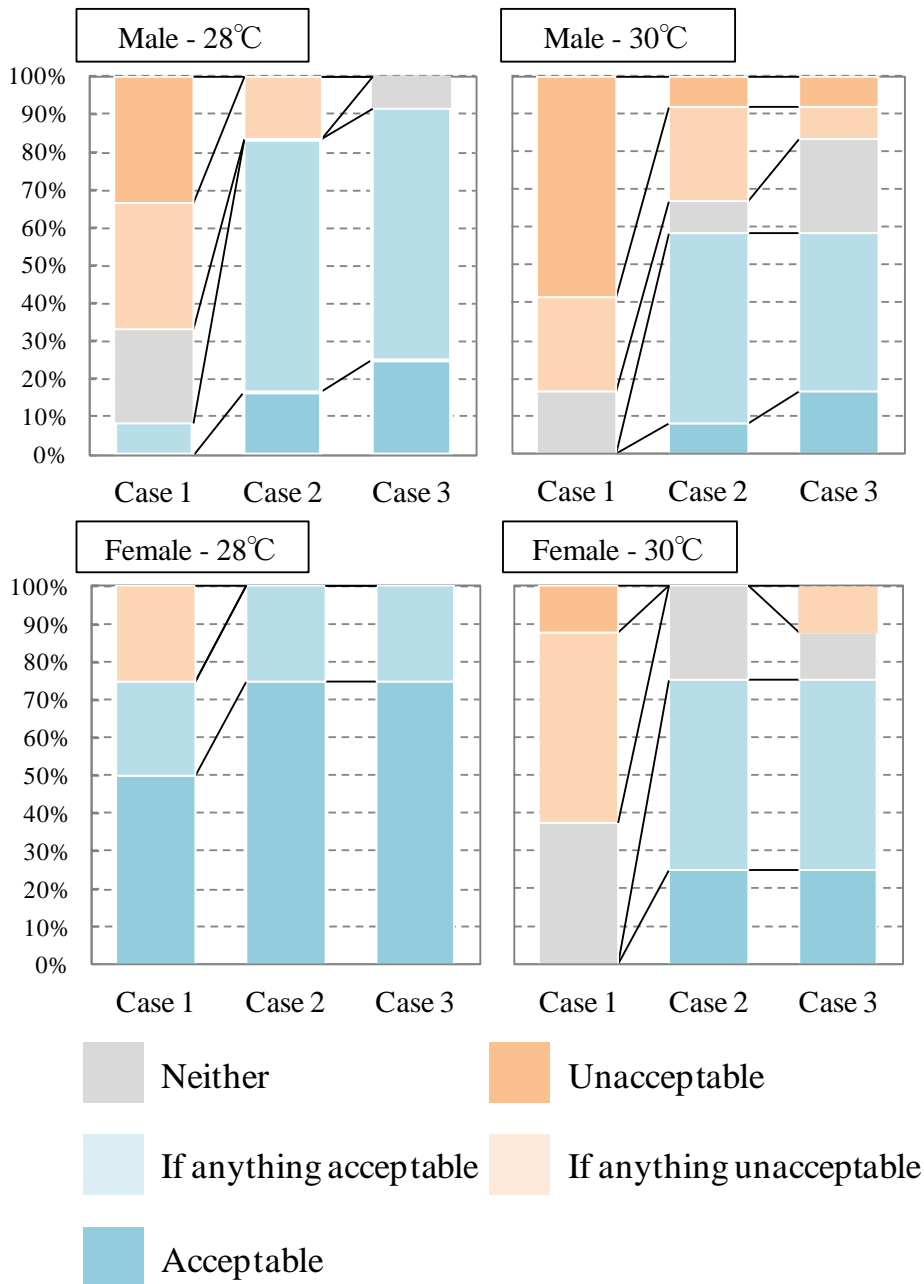 Male - 28℃
Male - 30℃
100%
90%
80%
70%
60%
50%
40%
30%
20%
10%
0%
Case 1 Case 2 Case 3
Case 1 Case 2 Case 3
Female - 28℃
Female - 30℃
100%
90%
80%
70%
60%
50%
40%
30%
20%
10%
0%
Case 1 Case 2 Case 3
Case 1 Case 2 Case 3
Neither
Unacceptable
If anything acceptable
If anything unacceptable
Acceptable